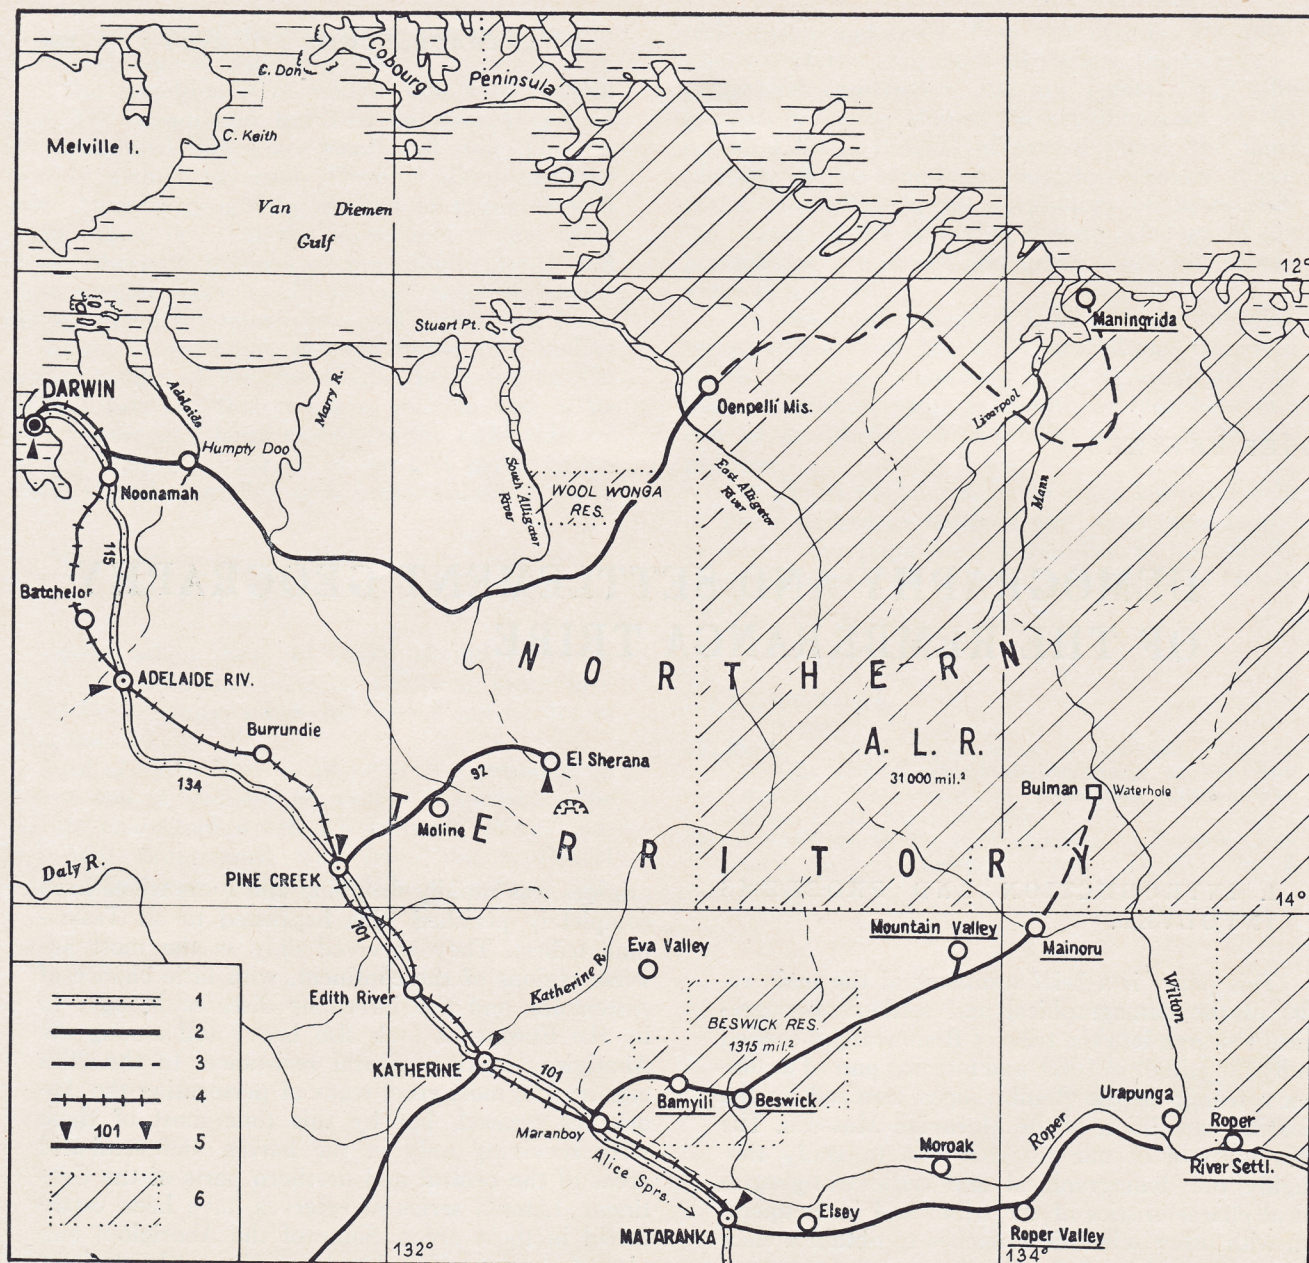 C. Don
Cobourg
Peninsula
Melville I.
C. Keith
Van Diemen
Gulf
12°
Stuart Pt.
Maningrida
DARWIN
Adelaide
Marry R.
Oenpelli Mis.
Liverpool
Humpty Doo
Noonamah
South Alligator
River
WOOL WONGA
RES.
East Alligator
River
Mann
115
Batchelor
NORTHERN
ADELAIDE RIV.
Burrundie
A. L. R.
31 000 mil.²
134
92
El Sherana
Bulman
Waterhole
Moline
TERRITORY
Daly R.
PINE CREEK
14°
101
Eva Valley
Mountain Valley
Mainoru
Edith River
Katherine R.
Wilton
BESWICK RES.
1315 mil.²
KATHERINE
101
Bamyili
Beswick
Urapunga
Maranboy
Roper
Roper
River Settl.
Moroak
Alice Sprs.
Elsey
MATARANKA
Roper Valley
132°
134°
1
2
3
4
101
5
6